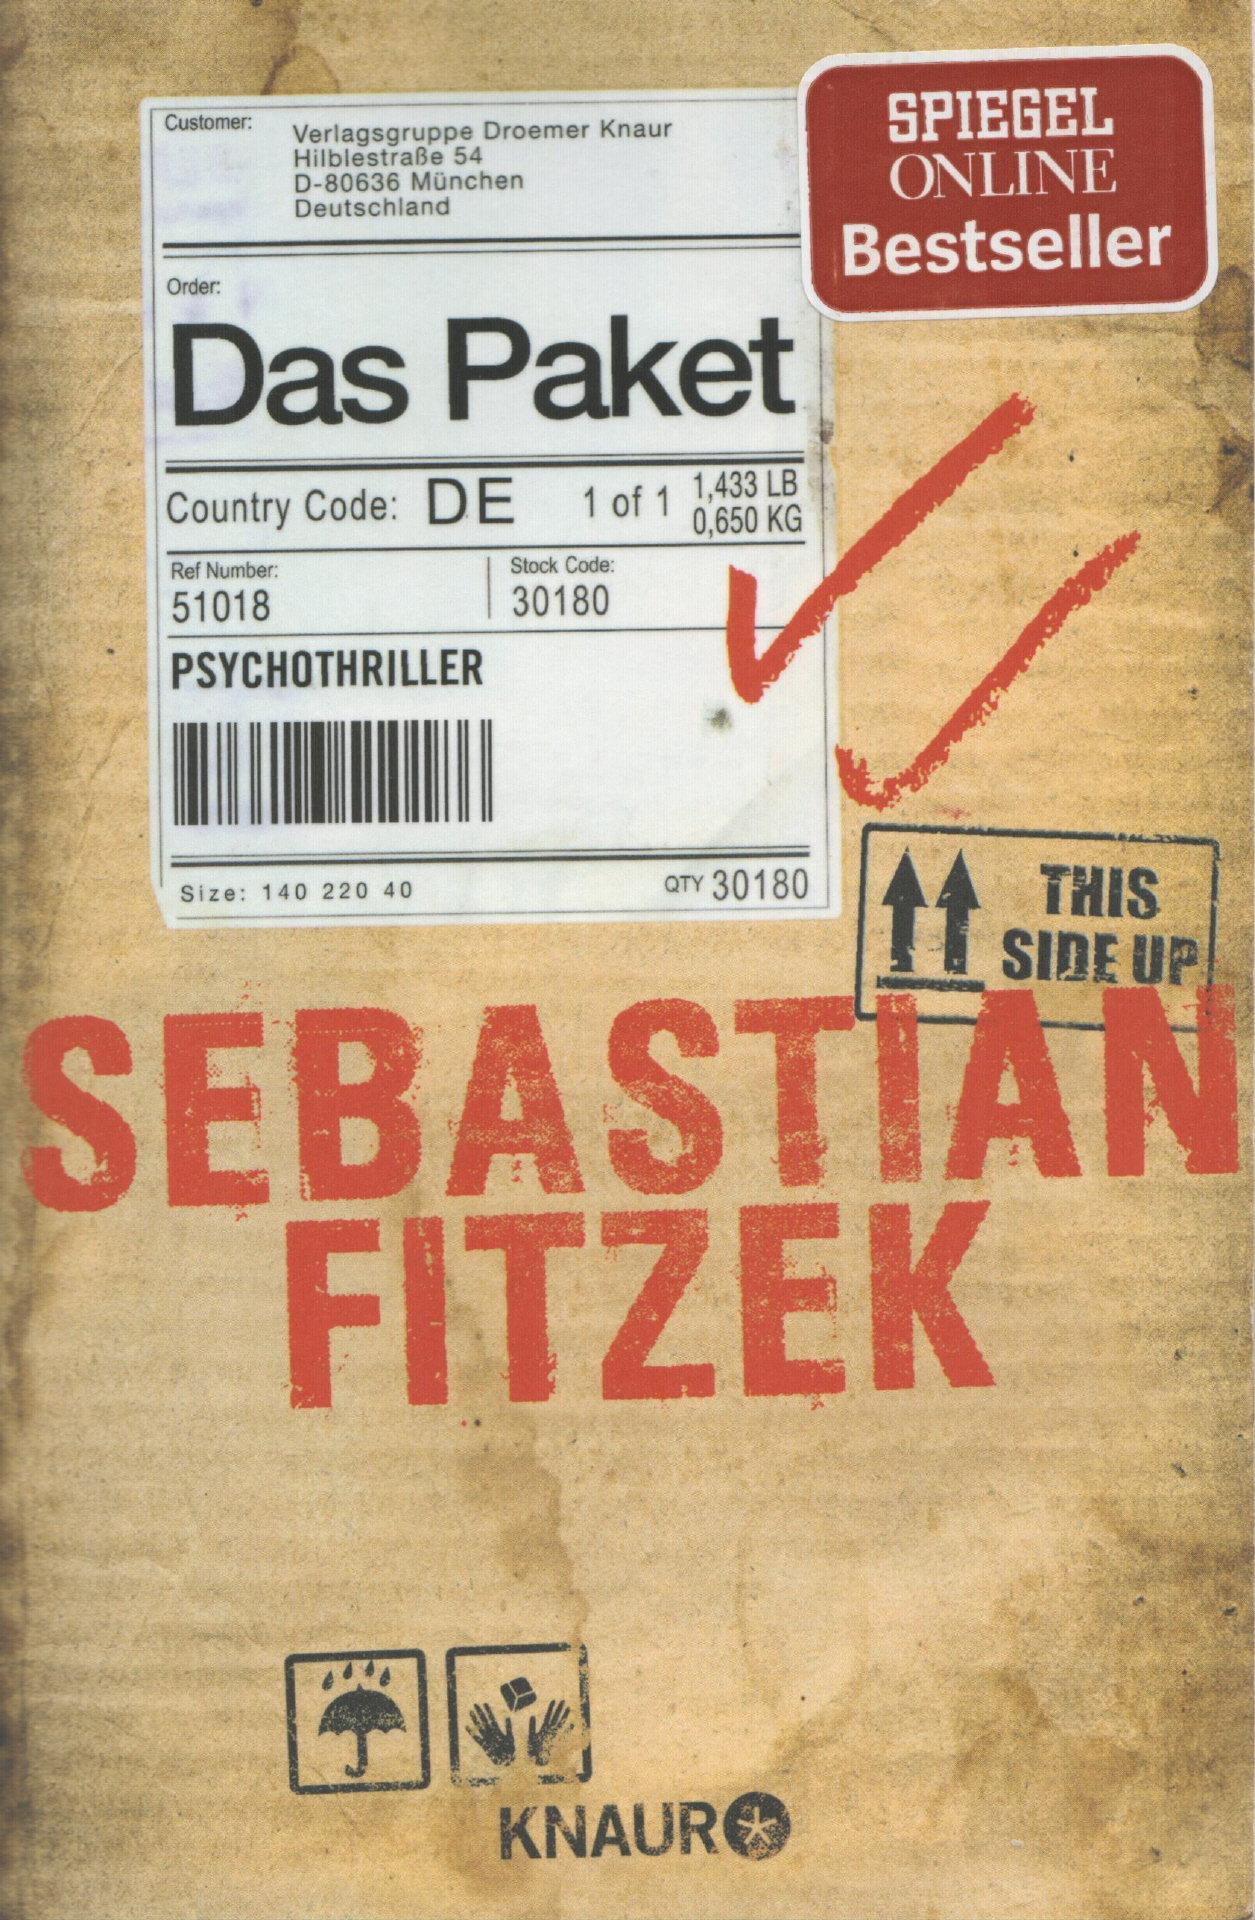 Customer:
Verlagsgruppe Droemer Knaur
Hilblestraße 54
D-80636 München
Deutschland
SPIEGEL
ONLINE
Bestseller
Order:
Das Paket
Country Code: DE 1 of 1 1,433 LB
0,650 KG
Ref Number: Stock Code:
51018 30180
PSYCHOTHRILLER
Size: 140 220 40 QTY 30180
THIS
SIDE UP
SEBASTIAN
FITZEK
KNAUR